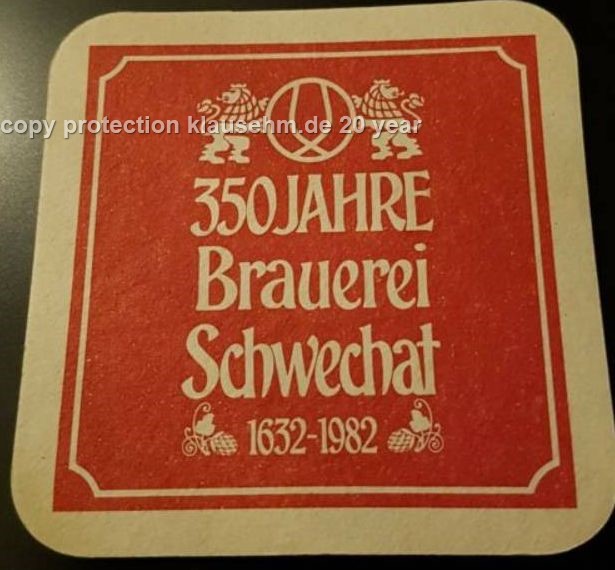 copy protection klausehm.de 20 year
350 JAHRE
Brauerei
Schwechat
1632-1982